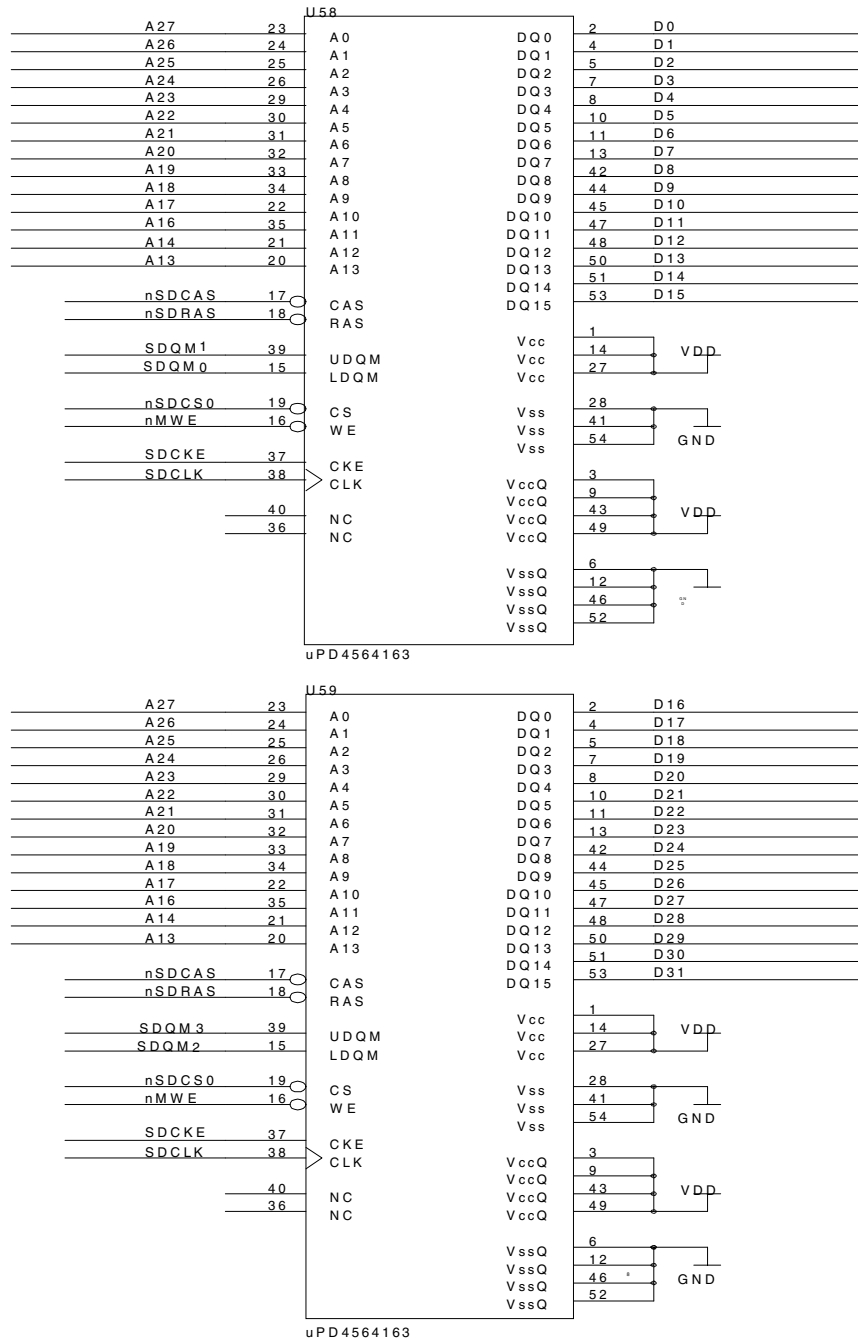 U58
A27 23 A0 DQ0 2 D0
A26 24 A1 DQ1 4 D1
A25 25 A2 DQ2 5 D2
A24 26 A3 DQ3 7 D3
A23 29 A4 DQ4 8 D4
A22 30 A5 DQ5 10 D5
A21 31 A6 DQ6 11 D6
A20 32 A7 DQ7 13 D7
A19 33 A8 DQ8 42 D8
A18 34 A9 DQ9 44 D9
A17 22 A10 DQ10 45 D10
A16 35 A11 DQ11 47 D11
A14 21 A12 DQ12 48 D12
A13 20 A13 DQ13 50 D13
DQ14 51 D14
nSDCAS 17 CAS DQ15 53 D15
nSDRAS 18 RAS
Vcc 1
SDQM1 39 UDQM Vcc 14 VDD
SDQM0 15 LDQM Vcc 27
nSDCS0 19 CS Vss 28
nMWE 16 WE Vss 41
Vss 54 GND
SDCKE 37 CKE
SDCLK 38 CLK VccQ 3
VccQ 9
40 NC VccQ 43 VDD
36 NC VccQ 49
VssQ 6
VssQ 12
VssQ 46
VssQ 52
uPD4564163
U59
A27 23 A0 DQ0 2 D16
A26 24 A1 DQ1 4 D17
A25 25 A2 DQ2 5 D18
A24 26 A3 DQ3 7 D19
A23 29 A4 DQ4 8 D20
A22 30 A5 DQ5 10 D21
A21 31 A6 DQ6 11 D22
A20 32 A7 DQ7 13 D23
A19 33 A8 DQ8 42 D24
A18 34 A9 DQ9 44 D25
A17 22 A10 DQ10 45 D26
A16 35 A11 DQ11 47 D27
A14 21 A12 DQ12 48 D28
A13 20 A13 DQ13 50 D29
DQ14 51 D30
nSDCAS 17 CAS DQ15 53 D31
nSDRAS 18 RAS
Vcc 1
SDQM3 39 UDQM Vcc 14 VDD
SDQM2 15 LDQM Vcc 27
nSDCS0 19 CS Vss 28
nMWE 16 WE Vss 41
Vss 54 GND
SDCKE 37 CKE
SDCLK 38 CLK VccQ 3
VccQ 9
40 NC VccQ 43 VDD
36 NC VccQ 49
VssQ 6
VssQ 12
VssQ 46 GND
VssQ 52
uPD4564163